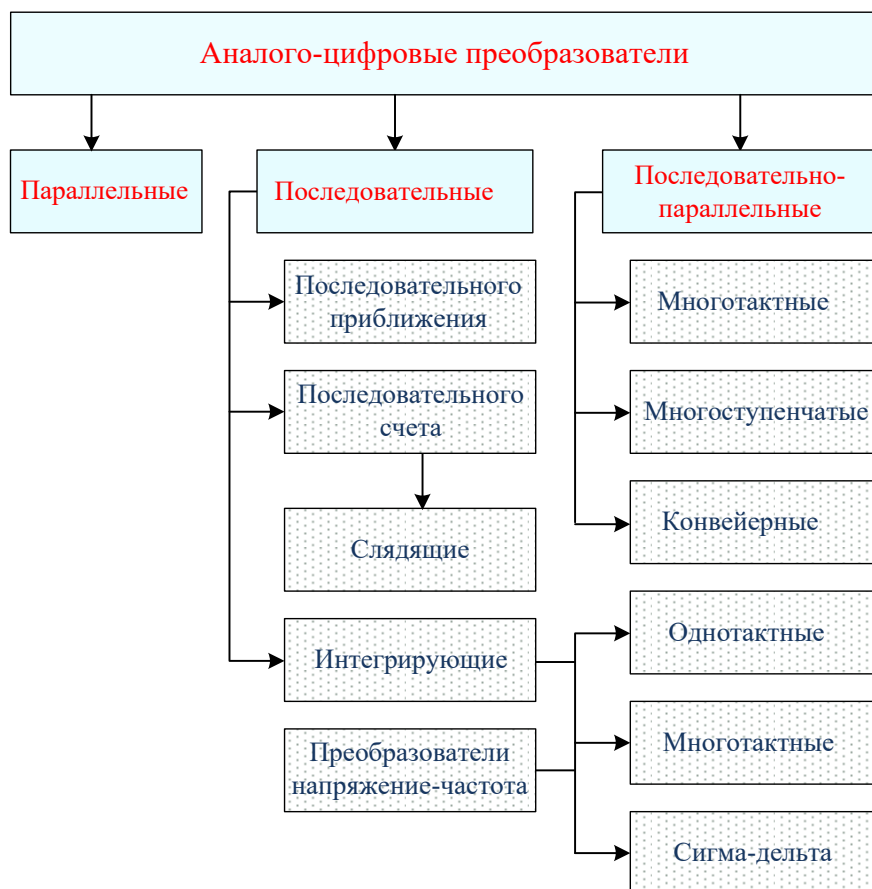 Аналого-цифровые преобразователи
Параллельные
Последовательные
Последовательно-
параллельные
Последовательного
приближения
Многотактные
Последовательного
счета
Многоступенчатые
Слядящие
Конвейерные
Интегрирующие
Однотактные
Преобразователи
напряжение-частота
Многотактные
Сигма-дельта